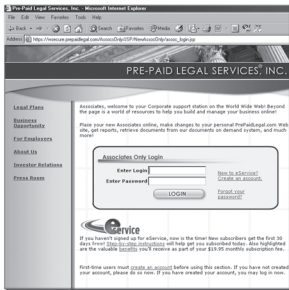 Pre-Paid Legal Services, Inc. - Microsoft Internet Explorer
File Edit View Favorites Tools Help
Back Search Favorites Media
Address
PRE-PAID LEGAL SERVICES®, INC.
Legal Plans
Business Opportunity
For Employers
About Us
Investor Relations
Press Room
Associates, welcome to your Corporate support station on the World Wide Web! Beyond
the page is a world of resources to help you build and manage your business online!
Place your new Associates online, make changes to your personal PrePaidLegal.com Web
site, get reports, retrieve documents from our documents on demand system, and much
more!
Associates Only Login
Enter Login
Enter Password
LOGIN
New to eService?
Create an account.
Forgot your
password?
eService
If you haven't signed up for eService, now is the time! New subscribers get the first 30
days free! Step-by-step instructions will help get you subscribed today. Also highlighted
are the valuable benefits you'll receive as part of your $19.95 monthly subscription fee.
First-time users must create an account before using this section. If you have not created
your account, please do so now. If you have created your account, you may log in now.